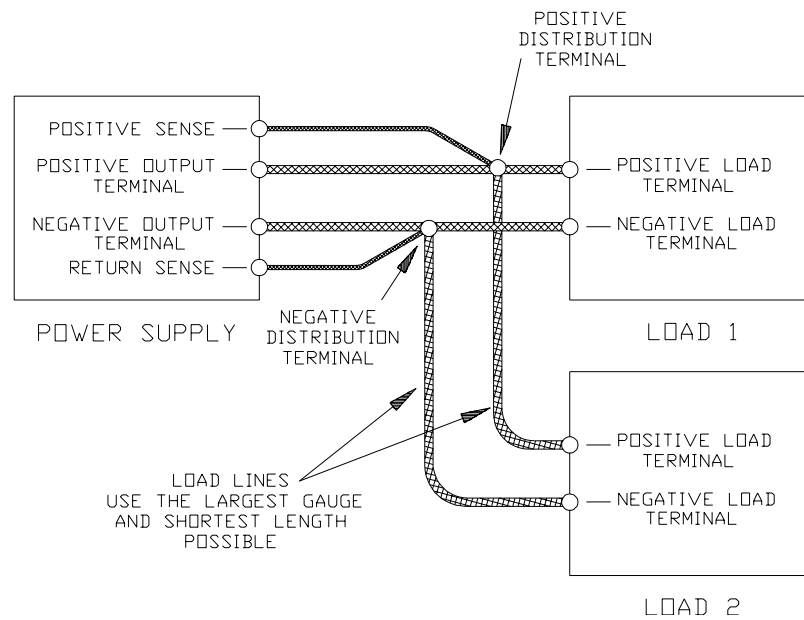 POSITIVE
DISTRIBUTION
TERMINAL
POSITIVE SENSE
POSITIVE OUTPUT
TERMINAL
NEGATIVE OUTPUT
TERMINAL
RETURN SENSE
POWER SUPPLY
POSITIVE LOAD
TERMINAL
NEGATIVE LOAD
TERMINAL
LOAD 1
NEGATIVE
DISTRIBUTION
TERMINAL
LOAD LINES
USE THE LARGEST GAUGE
AND SHORTEST LENGTH
POSSIBLE
POSITIVE LOAD
TERMINAL
NEGATIVE LOAD
TERMINAL
LOAD 2